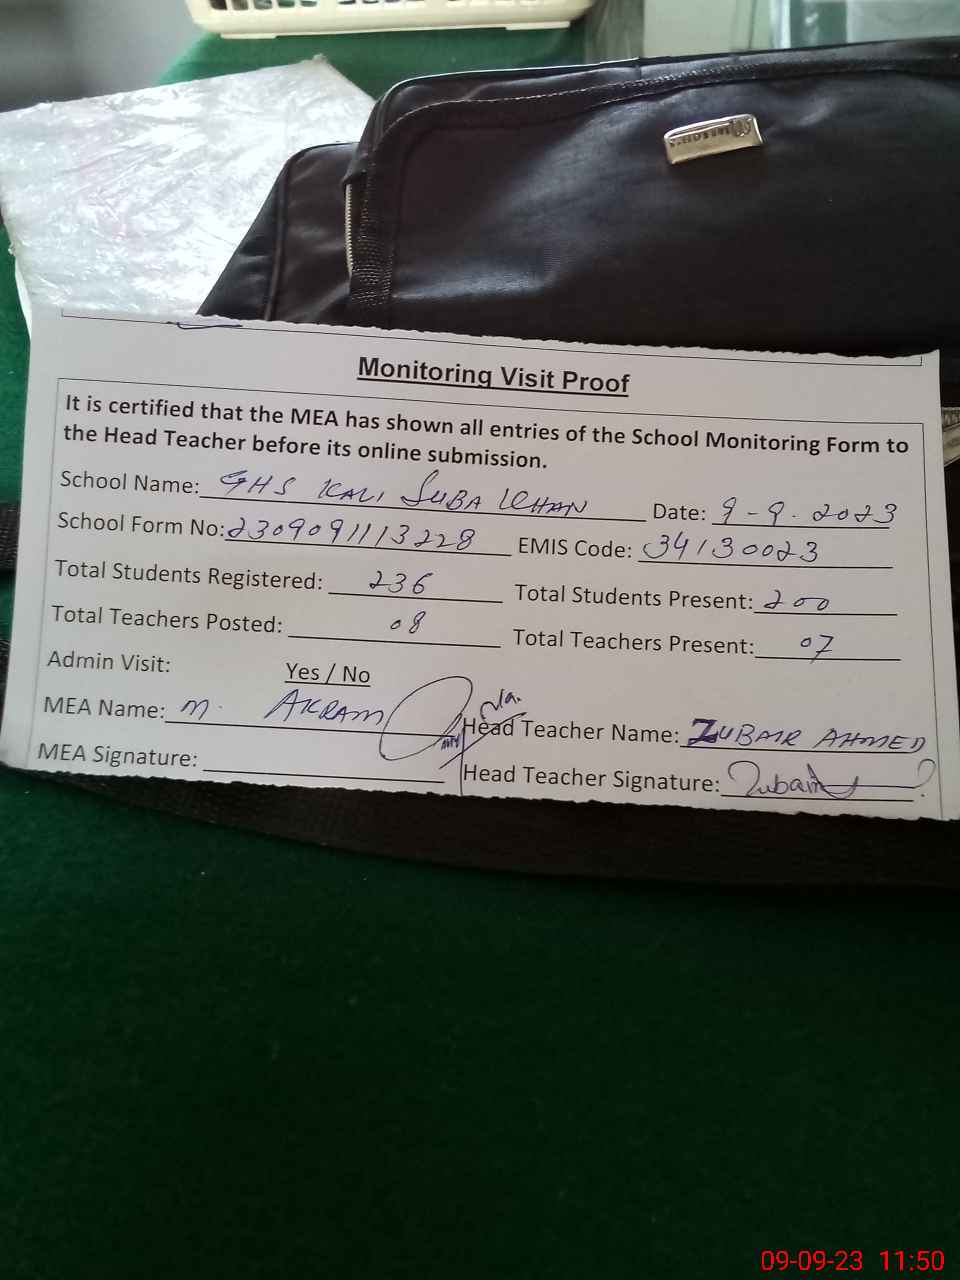 Monitoring Visit Proof
It is certified that the MEA has shown all entries of the School Monitoring Form to
the Head Teacher before its online submission.
School Name: GHS KALI SUBA KHAN Date: 9-9.2023
School Form No: 2309091113228 EMIS Code: 34130023
Total Students Registered: 236 Total Students Present: 200
Total Teachers Posted: 08 Total Teachers Present: 07
Admin Visit: Yes / No
MEA Name: M. AKRAM Head Teacher Name: ZUBAIR AHMED
MEA Signature: Head Teacher Signature: Zubair
09-09-23 11:50